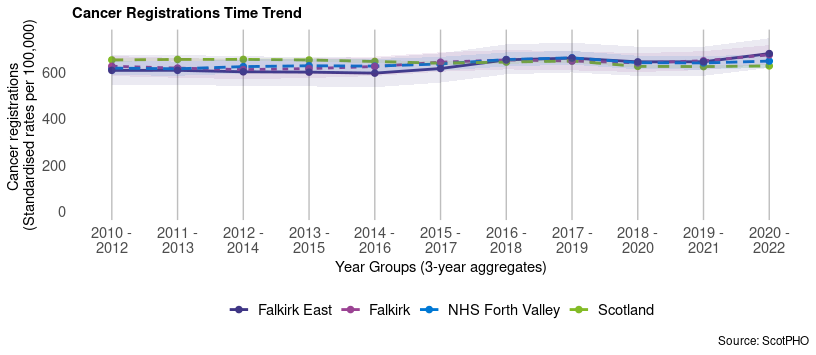 Cancer Registrations Time Trend
Cancer registrations
(Standardised rates per 100,000)
600
400
200
0
2010 - 2011 - 2012 - 2013 - 2014 - 2015 - 2016 - 2017 - 2018 - 2019 - 2020 -
2012 2013 2014 2015 2016 2017 2018 2019 2020 2021 2022
Year Groups (3-year aggregates)
Falkirk East Falkirk NHS Forth Valley Scotland
Source: ScotPHO